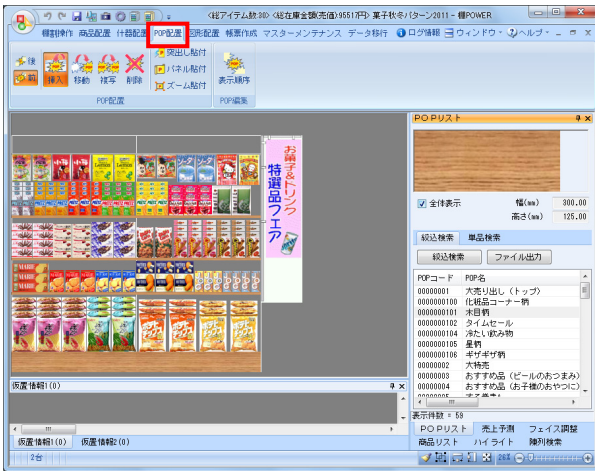 <総アイテム数:30> <総在庫金額(売価)95517円> 菓子秋冬パターン2011 - 棚POWER
棚割操作 商品配置 什器配置 POP配置 図形配置 帳票作成 マスターメンテナンス データ移行 ログ情報 ウィンドウ ヘルプ
後
前
挿入 移動 複写 削除
突出し貼付
パネル貼付
ズーム貼付
表示順序
POP配置
POP編集
お菓子&ドリンク
特選品フェア
POPリスト
全体表示
幅(mm) 300.00
高さ(mm) 125.00
絞込検索 単品検索
絞込検索 ファイル出力
POPコード POP名
00000001 大売り出し（トップ）
0000000100 化粧品コーナー柄
0000000101 木目柄
0000000102 タイムセール
0000000104 冷たい飲み物
0000000105 星柄
0000000106 ギザギザ柄
00000002 大特売
00000003 おすすめ品（ビールのおつまみ）
00000004 おすすめ品（お子様のおやつに）
表示件数 = 59
POPリスト 売上予測 フェイス調整
商品リスト ハイライト 陳列検索
仮置情報1(0)
仮置情報1(0) 仮置情報2(0)
2台
26%